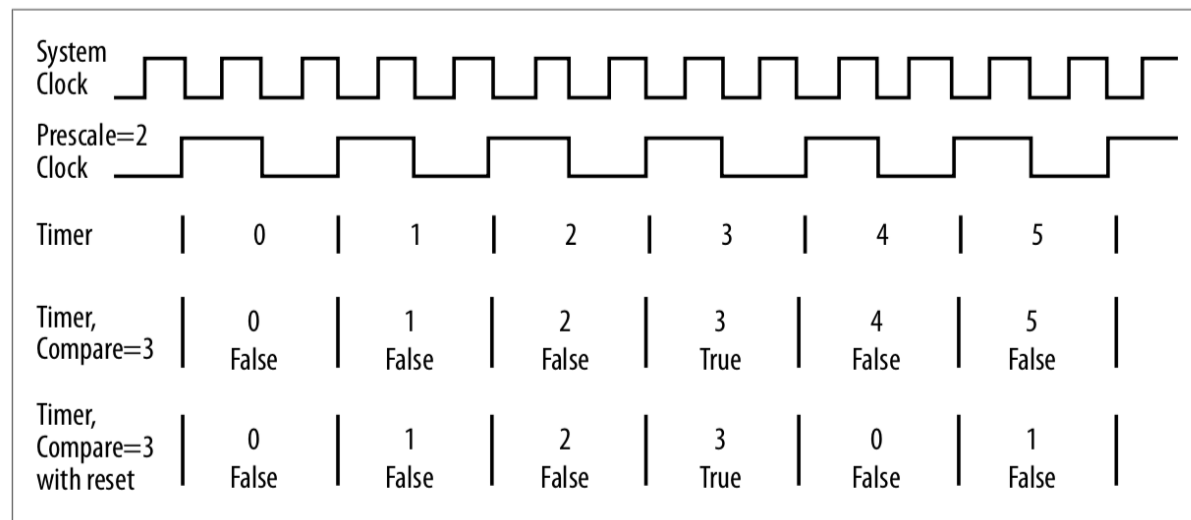 System
Clock
Prescale=2
Clock
Timer 0 1 2 3 4 5
Timer,
Compare=3
0 1 2 3 4 5
False False False True False False
Timer,
Compare=3
with reset
0 1 2 3 0 1
False False False True False False